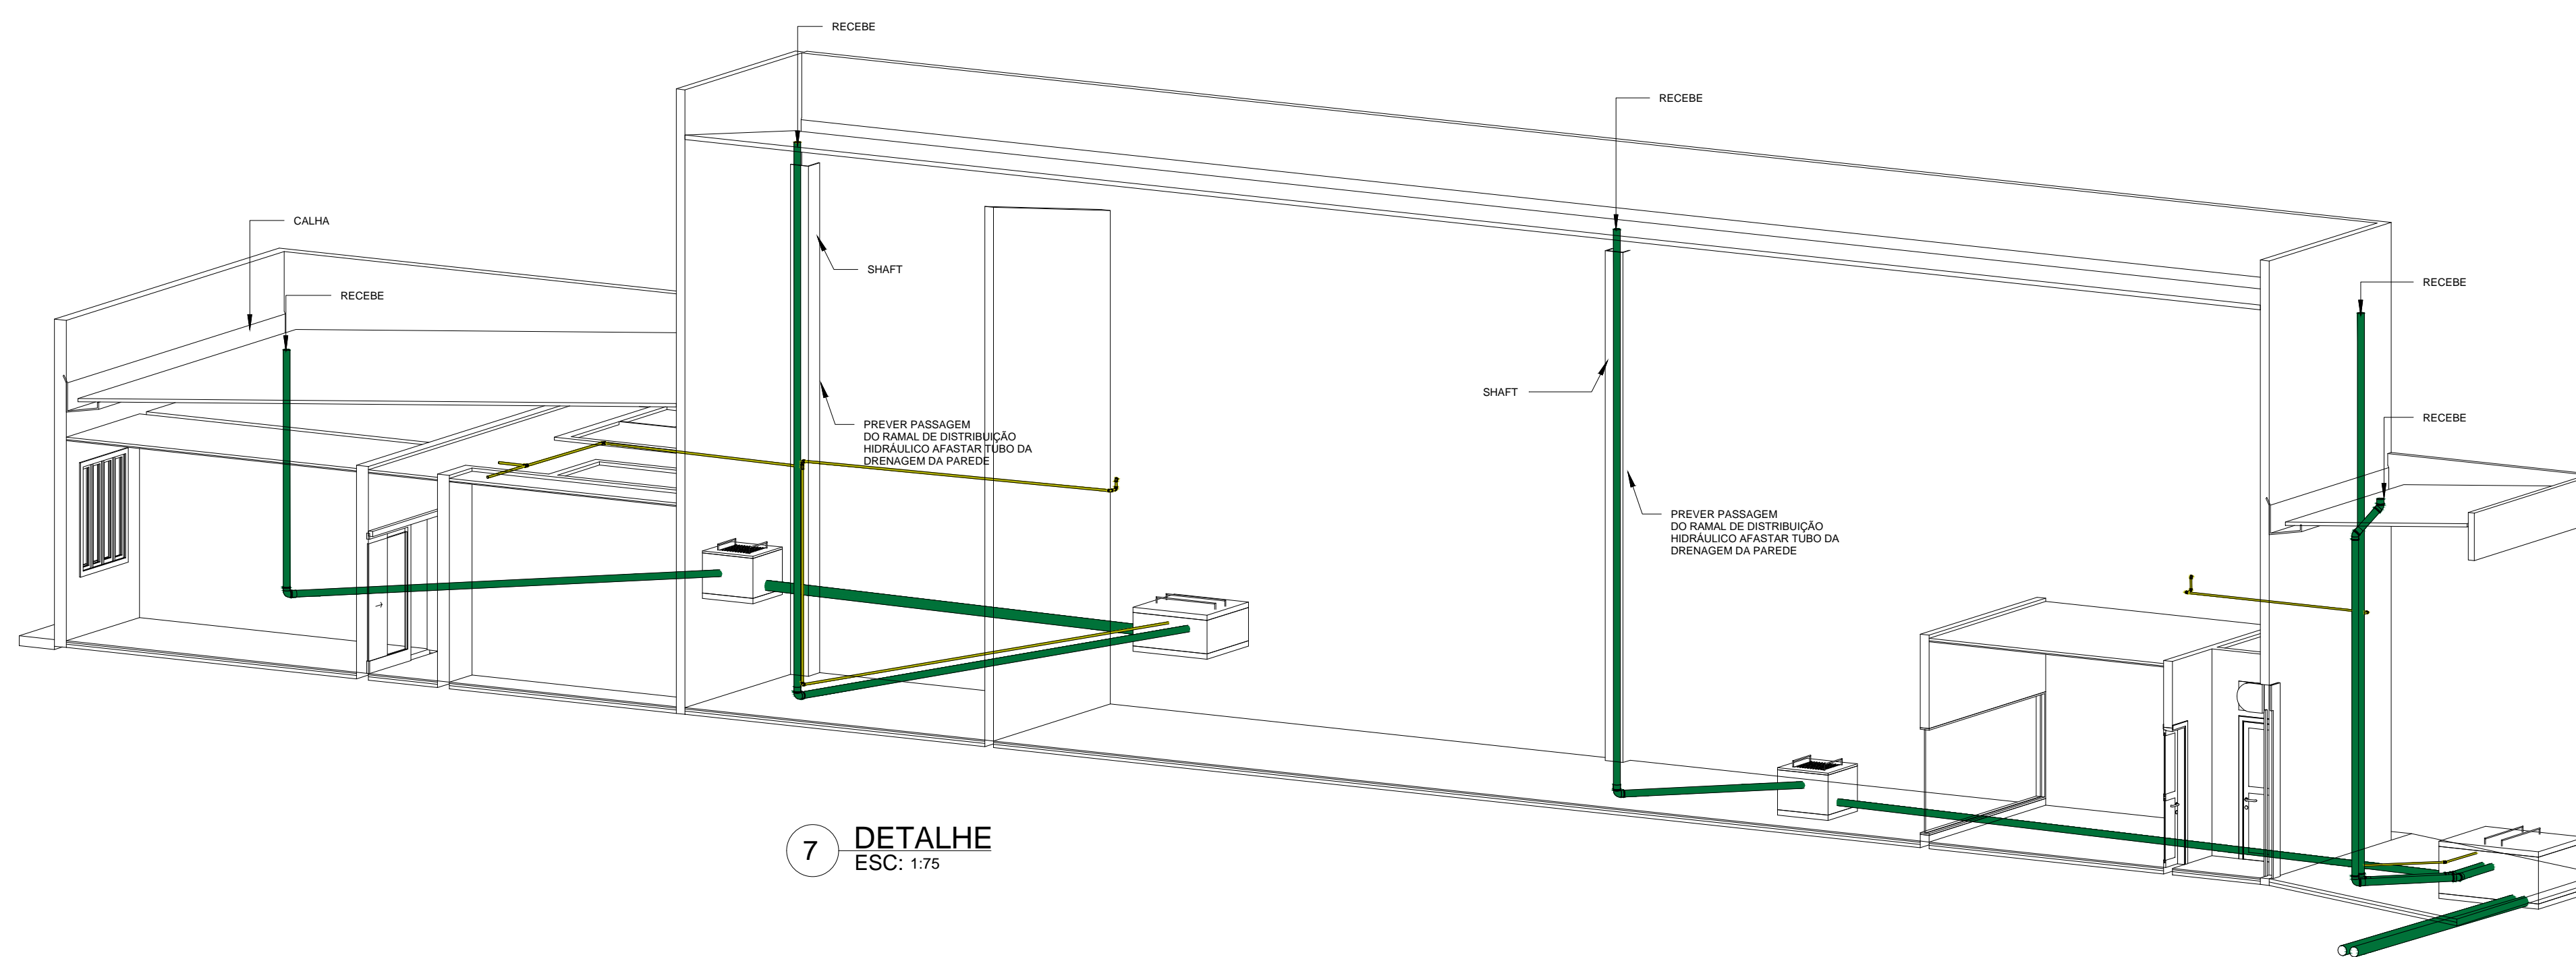 RECEBE
RECEBE
CALHA
RECEBE
SHAFT
RECEBE
SHAFT
RECEBE
PREVER PASSAGEM
DO RAMAL DE DISTRIBUIÇÃO
HIDRÁULICO AFASTAR TUBO DA
DRENAGEM DA PAREDE
PREVER PASSAGEM
DO RAMAL DE DISTRIBUIÇÃO
HIDRÁULICO AFASTAR TUBO DA
DRENAGEM DA PAREDE
7 DETALHE
ESC: 1:75